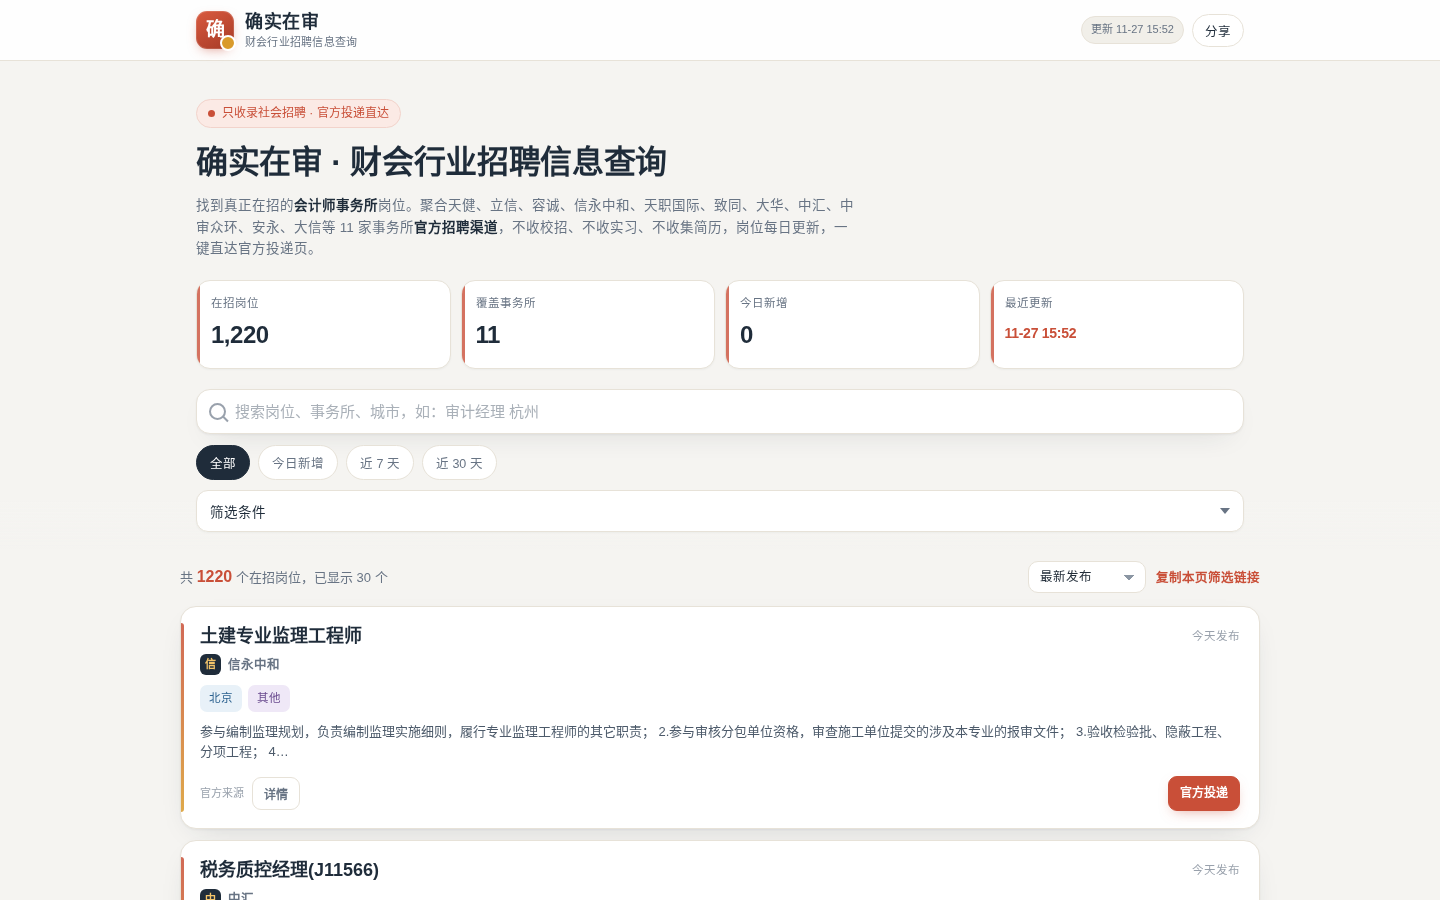 确
确实在审
财会行业招聘信息查询
更新 11-27 15:52
分享
只收录社会招聘 · 官方投递直达
确实在审 · 财会行业招聘信息查询
找到真正在招的会计师事务所岗位。聚合天健、立信、容诚、信永中和、天职国际、致同、大华、中汇、中
审众环、安永、大信等 11 家事务所官方招聘渠道，不收校招、不收实习、不收集简历，岗位每日更新，一
键直达官方投递页。
在招岗位
1,220
覆盖事务所
11
今日新增
0
最近更新
11-27 15:52
搜索岗位、事务所、城市，如：审计经理 杭州
全部
今日新增
近 7 天
近 30 天
筛选条件
共 1220 个在招岗位，已显示 30 个
最新发布
复制本页筛选链接
土建专业监理工程师
今天发布
信 信永中和
北京
其他
参与编制监理规划，负责编制监理实施细则，履行专业监理工程师的其它职责； 2.参与审核分包单位资格，审查施工单位提交的涉及本专业的报审文件； 3.验收检验批、隐蔽工程、
分项工程； 4…
官方来源
详情
官方投递
税务质控经理(J11566)
今天发布
中 中汇